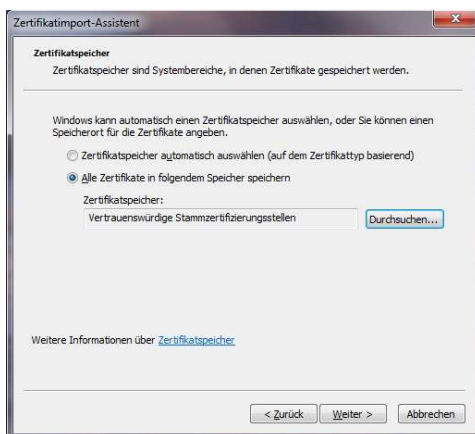 Zertifikatimport-Assistent
Zertifikatspeicher
Zertifikatspeicher sind Systembereiche, in denen Zertifikate gespeichert werden.
Windows kann automatisch einen Zertifikatspeicher auswählen, oder Sie können einen
Speicherort für die Zertifikate angeben.
Zertifikatspeicher automatisch auswählen (auf dem Zertifikattyp basierend)
Alle Zertifikate in folgendem Speicher speichern
Zertifikatspeicher:
Vertrauenswürdige Stammzertifizierungsstellen Durchsuchen...
Weitere Informationen über Zertifikatspeicher
< Zurück Weiter > Abbrechen